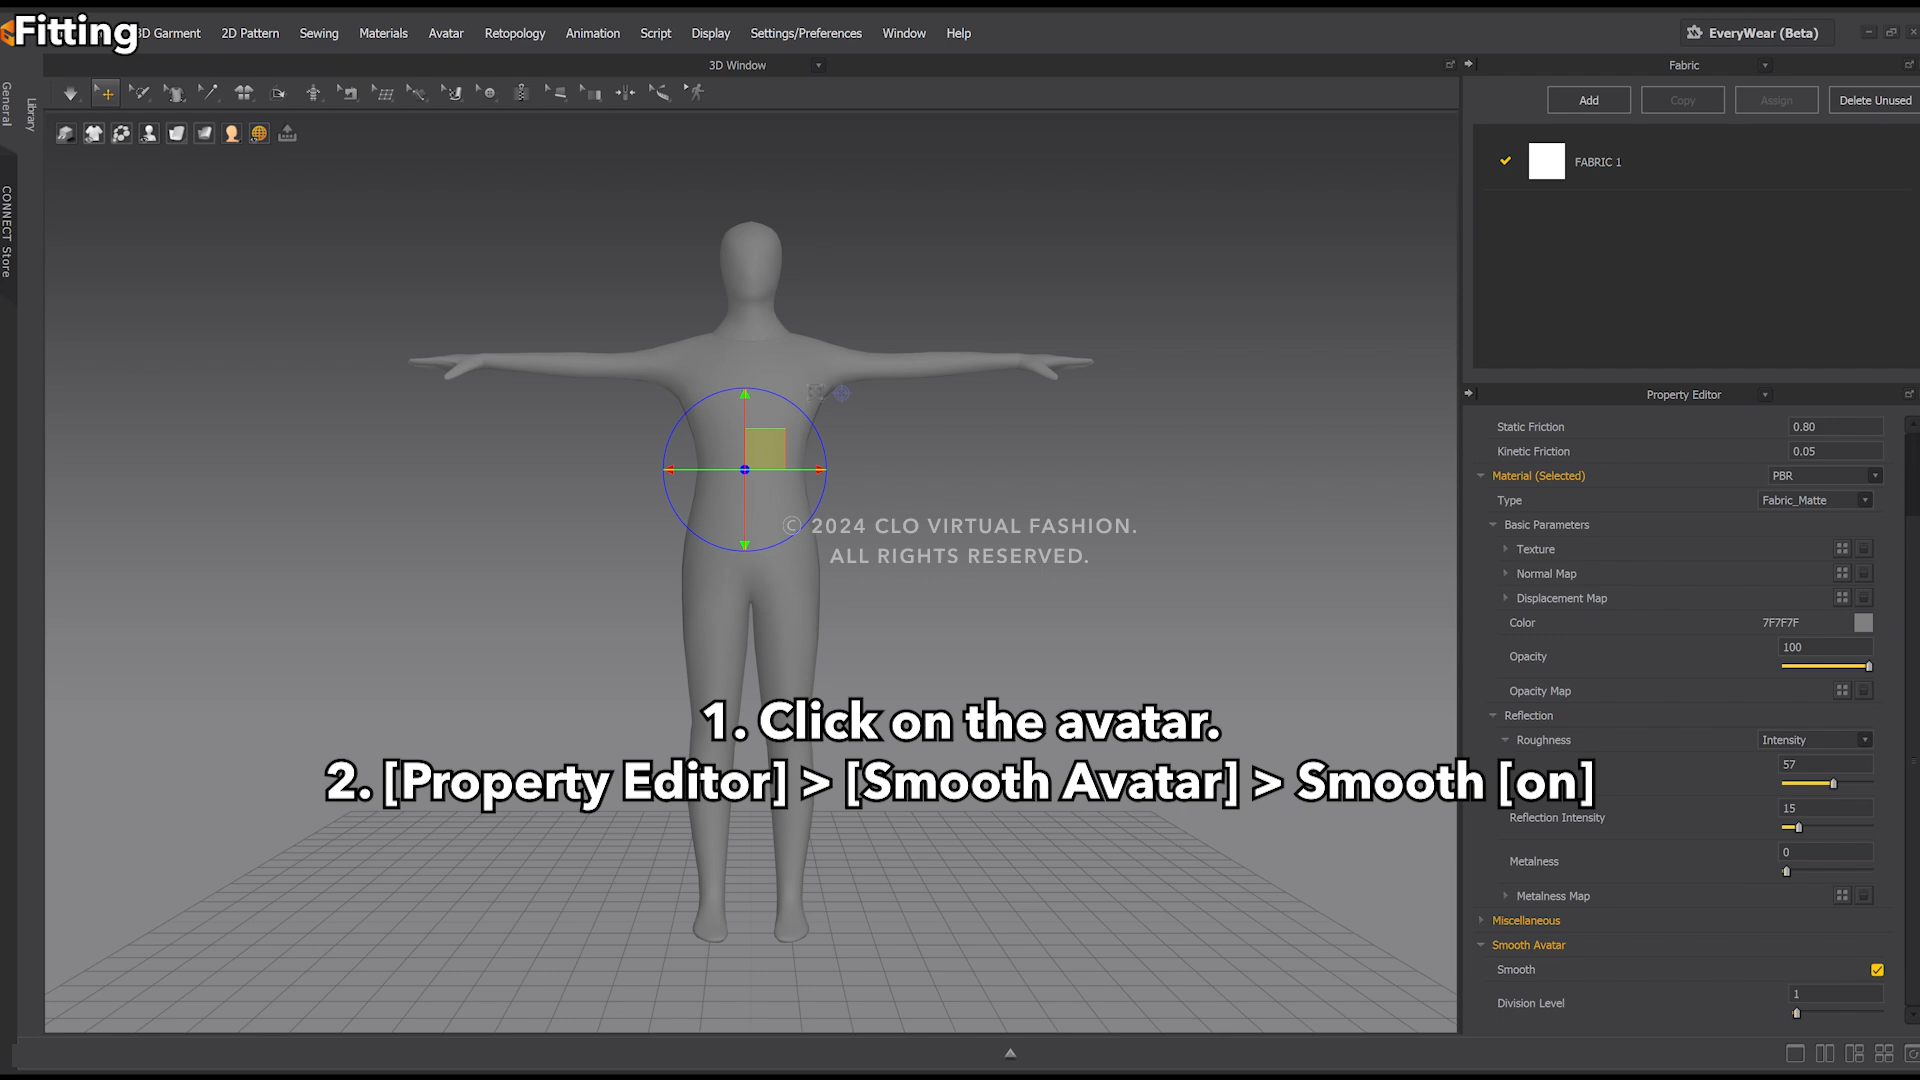 Fitting
3D Garment
2D Pattern
Sewing
Materials
Avatar
Retopology
Animation
Script
Display
Settings/Preferences
Window
Help
EveryWear (Beta)
General
Library
CONNECT Store
3D Window
Fabric
Add
Copy
Assign
Delete Unused
FABRIC 1
Property Editor
Static Friction
0.80
Kinetic Friction
0.05
Material (Selected)
PBR
Type
Fabric_Matte
Basic Parameters
Texture
Normal Map
Displacement Map
Color
7F7F7F
Opacity
100
Opacity Map
Reflection
Roughness
Intensity
57
Reflection Intensity
15
Metalness
0
Metalness Map
Miscellaneous
Smooth Avatar
Smooth
Division Level
1
© 2024 CLO VIRTUAL FASHION.
ALL RIGHTS RESERVED.
1. Click on the avatar.
2. [Property Editor] > [Smooth Avatar] > Smooth [on]